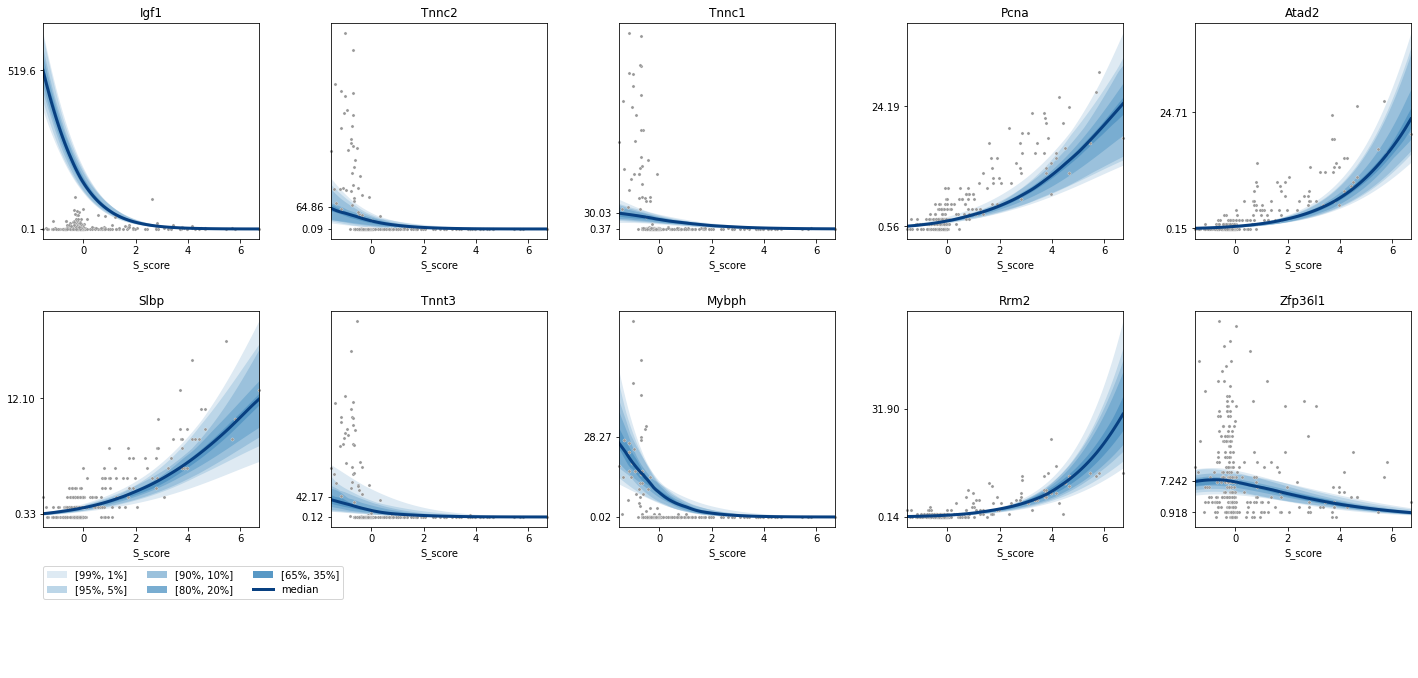 Igf1 Tnnc2 Tnnc1 Pcna Atad2
519.6 24.19 24.71
64.86 30.03
0.1 0.09 0.37 0.56 0.15
0 2 4 6 0 2 4 6 0 2 4 6 0 2 4 6 0 2 4 6
S_score S_score S_score S_score S_score
Slbp Tnnt3 Mybph Rrm2 Zfp36l1
12.10 31.90
28.27
42.17 7.242
0.33 0.12 0.02 0.14 0.918
0 2 4 6 0 2 4 6 0 2 4 6 0 2 4 6 0 2 4 6
S_score S_score S_score S_score S_score
[99%, 1%] [90%, 10%] [65%, 35%]
[95%, 5%] [80%, 20%] median